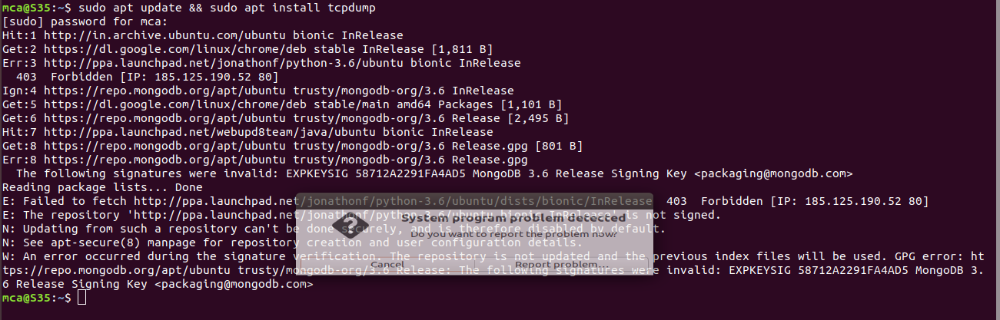 mca@S35:~$ sudo apt update && sudo apt install tcpdump
[sudo] password for mca:
Hit:1 http://in.archive.ubuntu.com/ubuntu bionic InRelease
Get:2 https://dl.google.com/linux/chrome/deb stable InRelease [1,811 B]
Err:3 http://ppa.launchpad.net/jonathonf/python-3.6/ubuntu bionic InRelease
  403  Forbidden [IP: 185.125.190.52 80]
Ign:4 https://repo.mongodb.org/apt/ubuntu trusty/mongodb-org/3.6 InRelease
Get:5 https://dl.google.com/linux/chrome/deb stable/main amd64 Packages [1,101 B]
Get:6 https://repo.mongodb.org/apt/ubuntu trusty/mongodb-org/3.6 Release [2,495 B]
Hit:7 http://ppa.launchpad.net/webupd8team/java/ubuntu bionic InRelease
Get:8 https://repo.mongodb.org/apt/ubuntu trusty/mongodb-org/3.6 Release.gpg [801 B]
Err:8 https://repo.mongodb.org/apt/ubuntu trusty/mongodb-org/3.6 Release.gpg
  The following signatures were invalid: EXPKEYSIG 58712A2291FA4AD5 MongoDB 3.6 Release Signing Key <packaging@mongodb.com>
Reading package lists... Done
E: Failed to fetch http://ppa.launchpad.net/jonathonf/python-3.6/ubuntu/dists/bionic/InRelease  403  Forbidden [IP: 185.125.190.52 80]
E: The repository 'http://ppa.launchpad.net/jonathonf/python-3.6/ubuntu bionic InRelease' is not signed.
N: Updating from such a repository can't be done securely, and is therefore disabled by default.
N: See apt-secure(8) manpage for repository creation and user configuration details.
W: An error occurred during the signature verification. The repository is not updated and the previous index files will be used. GPG error: ht
tps://repo.mongodb.org/apt/ubuntu trusty/mongodb-org/3.6 Release: The following signatures were invalid: EXPKEYSIG 58712A2291FA4AD5 MongoDB 3.
6 Release Signing Key <packaging@mongodb.com>
mca@S35:~$
System program problem detected
Do you want to report the problem now?
Cancel
Report problem...